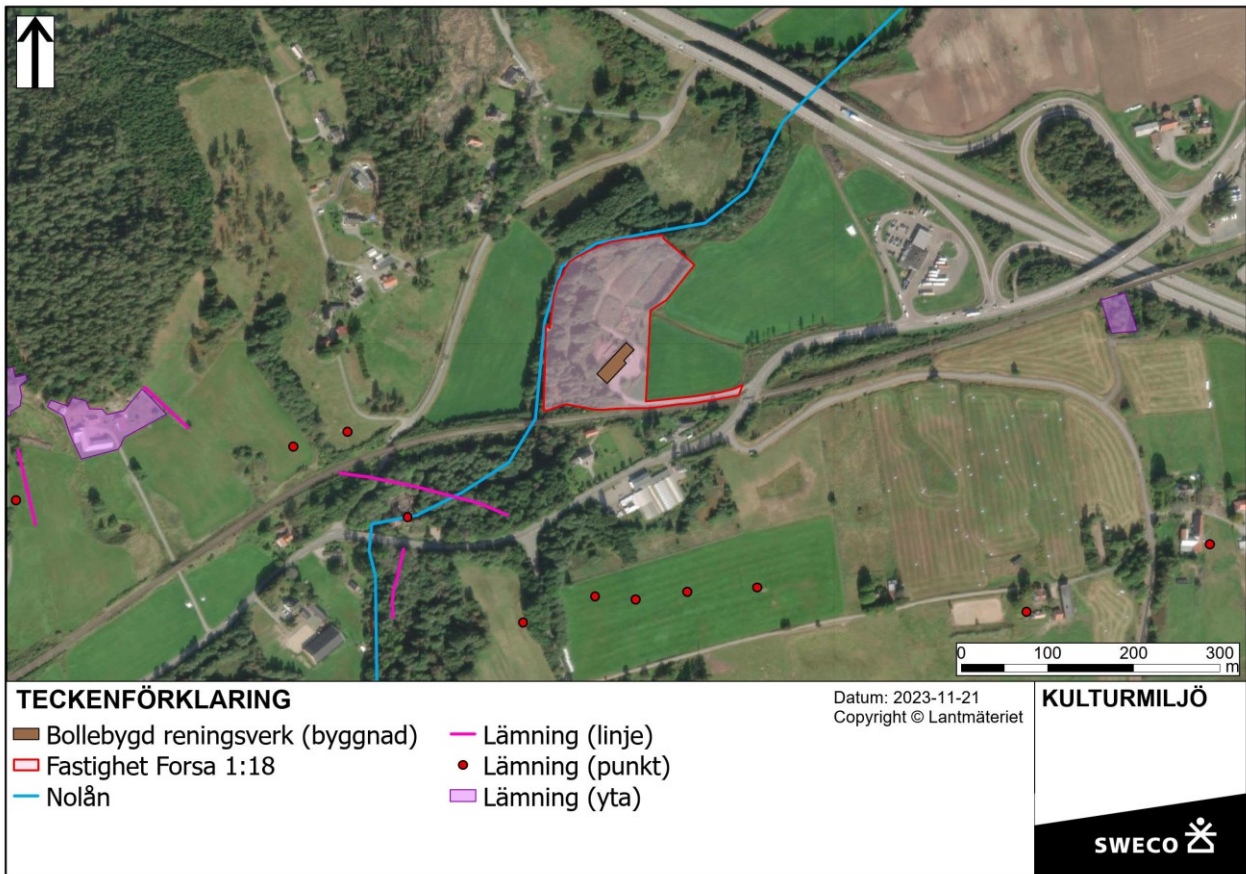 0 100 200 300
m
TECKENFÖRKLARING
Bollebygd reningsverk (byggnad)
Fastighet Forsa 1:18
Nolån
Lämning (linje)
Lämning (punkt)
Lämning (yta)
Datum: 2023-11-21
Copyright © Lantmäteriet
KULTURMILJÖ
SWECO